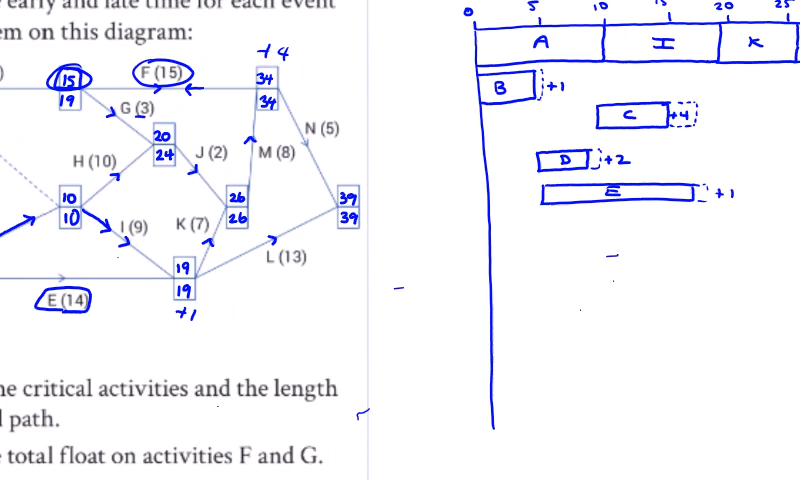 early and late time for each event
em on this diagram:
+4
15
19
F (15)
34
34
G (3)
20
24
N (5)
H (10)
J (2)
M (8)
10
10
I (9)
K (7)
26
26
39
39
E (14)
19
19
L (13)
+1
ne critical activities and the length
l path.
e total float on activities F and G.
0 5 10 15 20 25
A I K
B +1
C +4
D +2
E +1